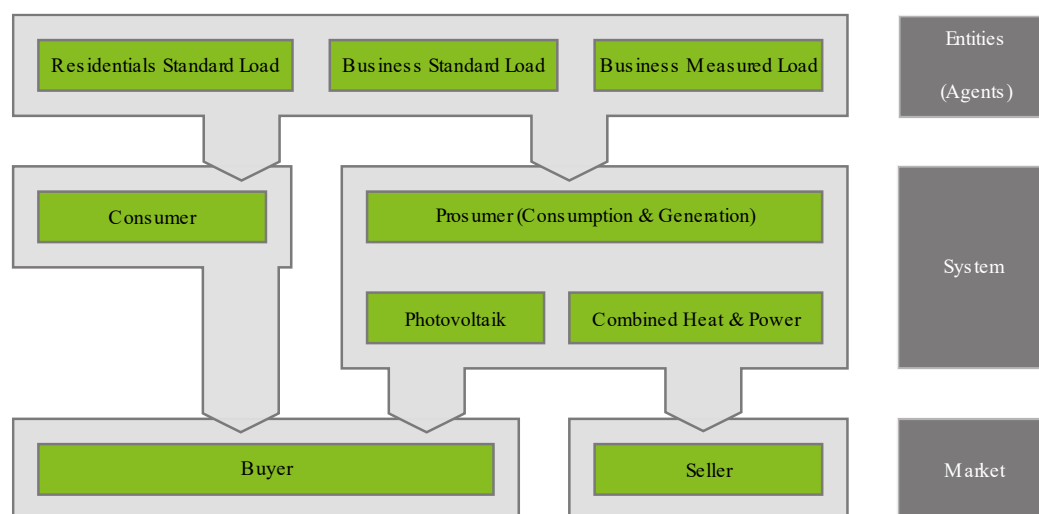 Residentials Standard Load
Business Standard Load
Business Measured Load
Entities
(Agents)
Consumer
Prosumer (Consumption & Generation)
System
Photovoltaik
Combined Heat & Power
Buyer
Seller
Market